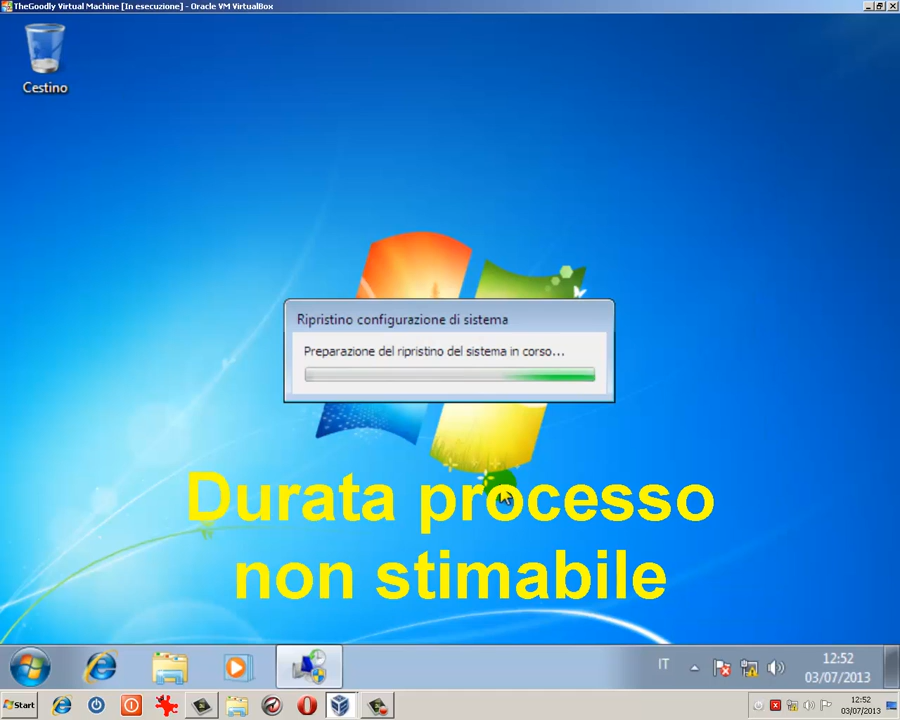 TheGoodly Virtual Machine [In esecuzione] - Oracle VM VirtualBox
Cestino
Ripristino configurazione di sistema
Preparazione del ripristino del sistema in corso...
Durata processo
non stimabile
IT
12:52
03/07/2013
Start
12:52
03/07/2013